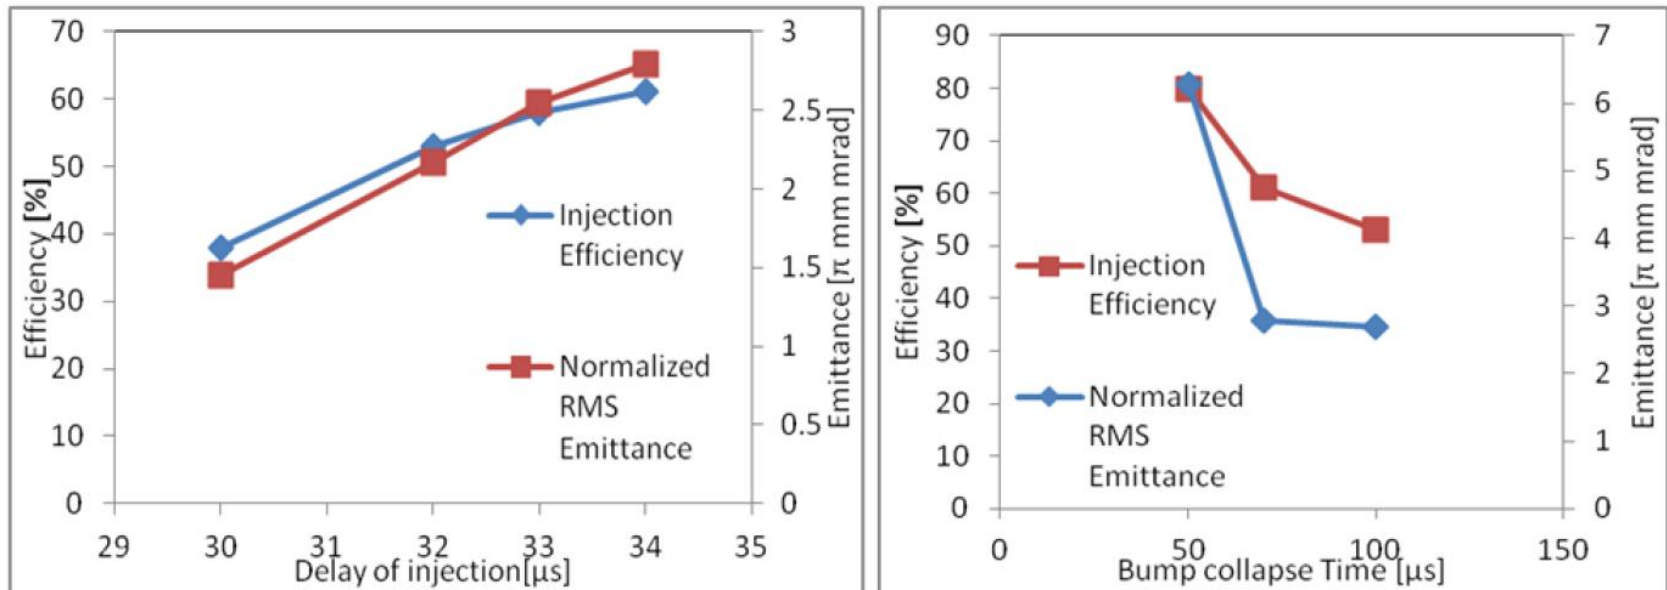 70
60
50
40
30
20
10
0
Efficiency [%]
3
2.5
2
1.5
1
0.5
0
Emittance [π mm mrad]
Injection
Efficiency
Normalized
RMS
Emittance
29 30 31 32 33 34 35
Delay of injection[µs]
90
80
70
60
50
40
30
20
10
0
Efficiency [%]
7
6
5
4
3
2
1
0
Emittance [π mm mrad]
Injection
Efficiency
Normalized
RMS
Emittance
0 50 100 150
Bump collapse Time [µs]